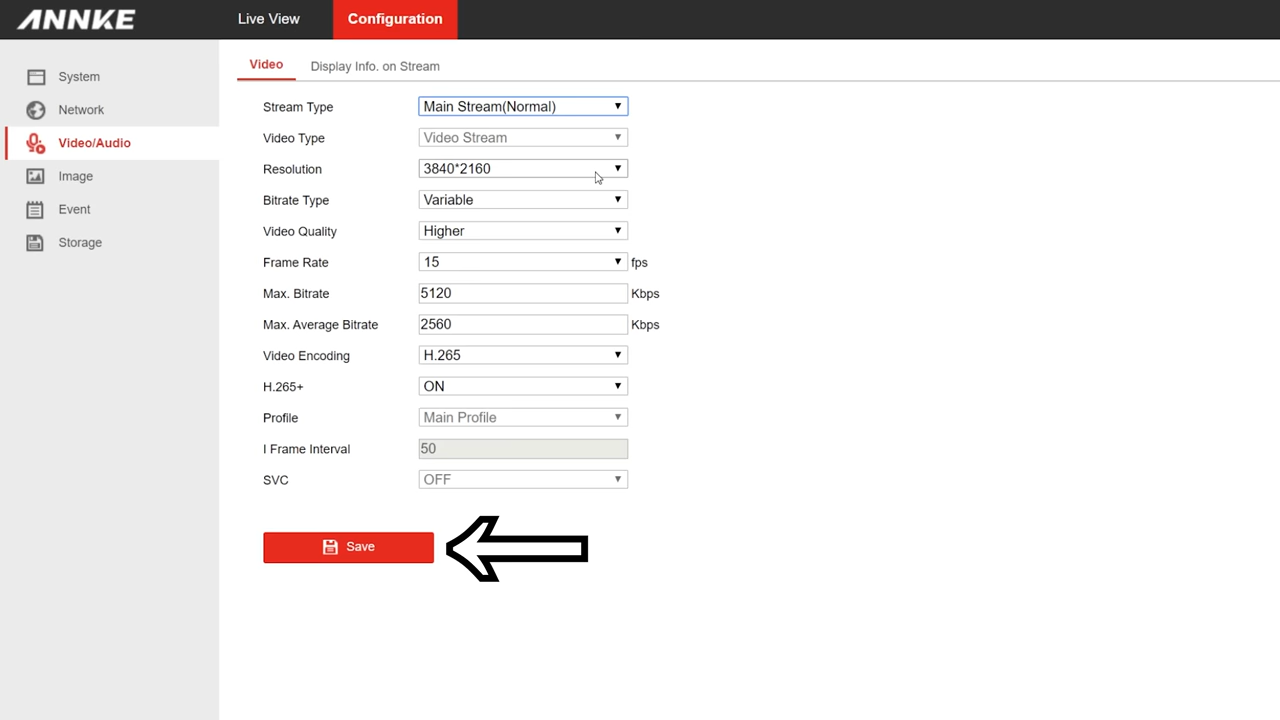 ANNKE
Live View
Configuration
System
Network
Video/Audio
Image
Event
Storage
Video
Display Info. on Stream
Stream Type Main Stream(Normal)
Video Type Video Stream
Resolution 3840*2160
Bitrate Type Variable
Video Quality Higher
Frame Rate 15 fps
Max. Bitrate 5120 Kbps
Max. Average Bitrate 2560 Kbps
Video Encoding H.265
H.265+ ON
Profile Main Profile
I Frame Interval 50
SVC OFF
Save